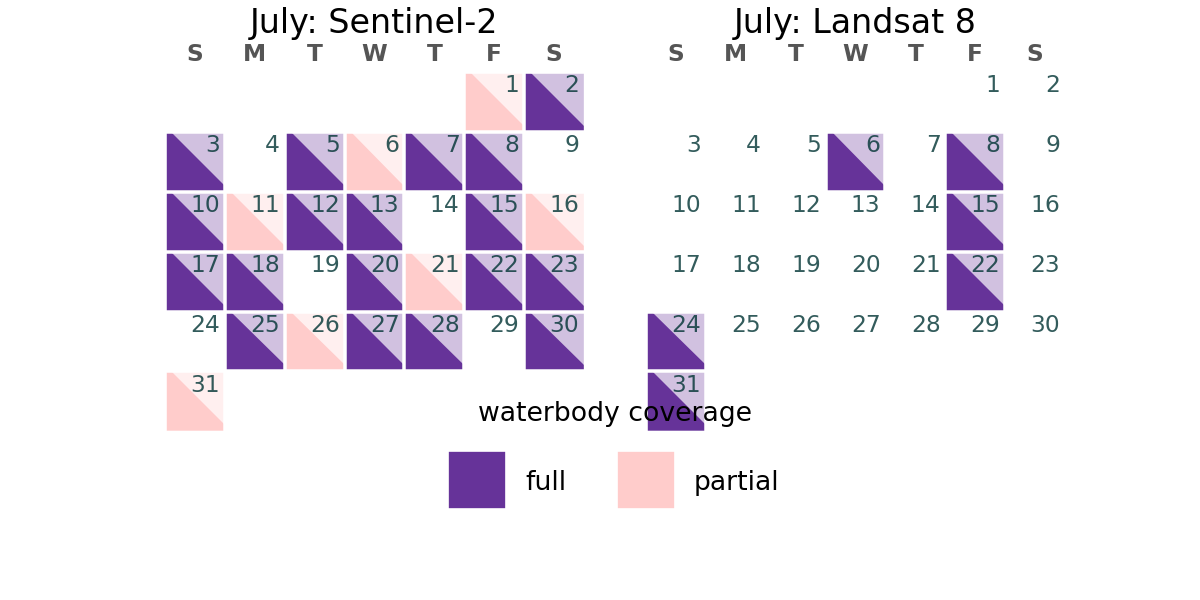 July: Sentinel-2 July: Landsat 8
S M T W T F S S M T W T F S
1 2 1 2
3 4 5 6 7 8 9 3 4 5 6 7 8 9
10 11 12 13 14 15 16 10 11 12 13 14 15 16
17 18 19 20 21 22 23 17 18 19 20 21 22 23
24 25 26 27 28 29 30 24 25 26 27 28 29 30
31 31
waterbody coverage
full partial